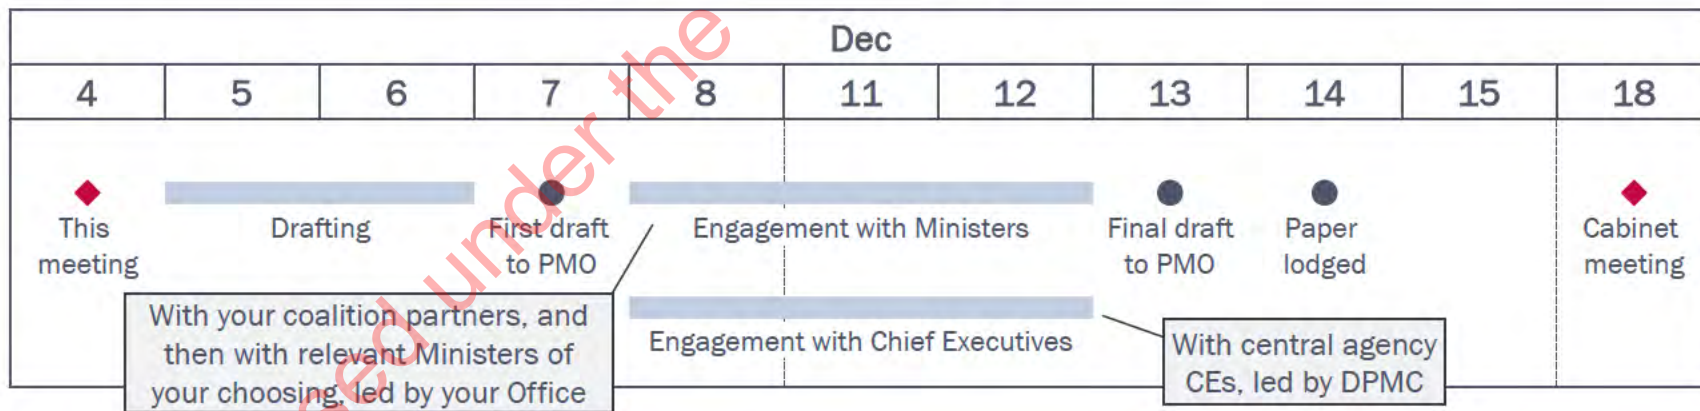 Dec
4 5 6 7 8 11 12 13 14 15 18
This
meeting
Drafting
First draft
to PMO
Engagement with Ministers
Final draft
to PMO
Paper
lodged
Cabinet
meeting
With your coalition partners, and
then with relevant Ministers of
your choosing, led by your Office
Engagement with Chief Executives
With central agency
CEs, led by DPMC
sed under the